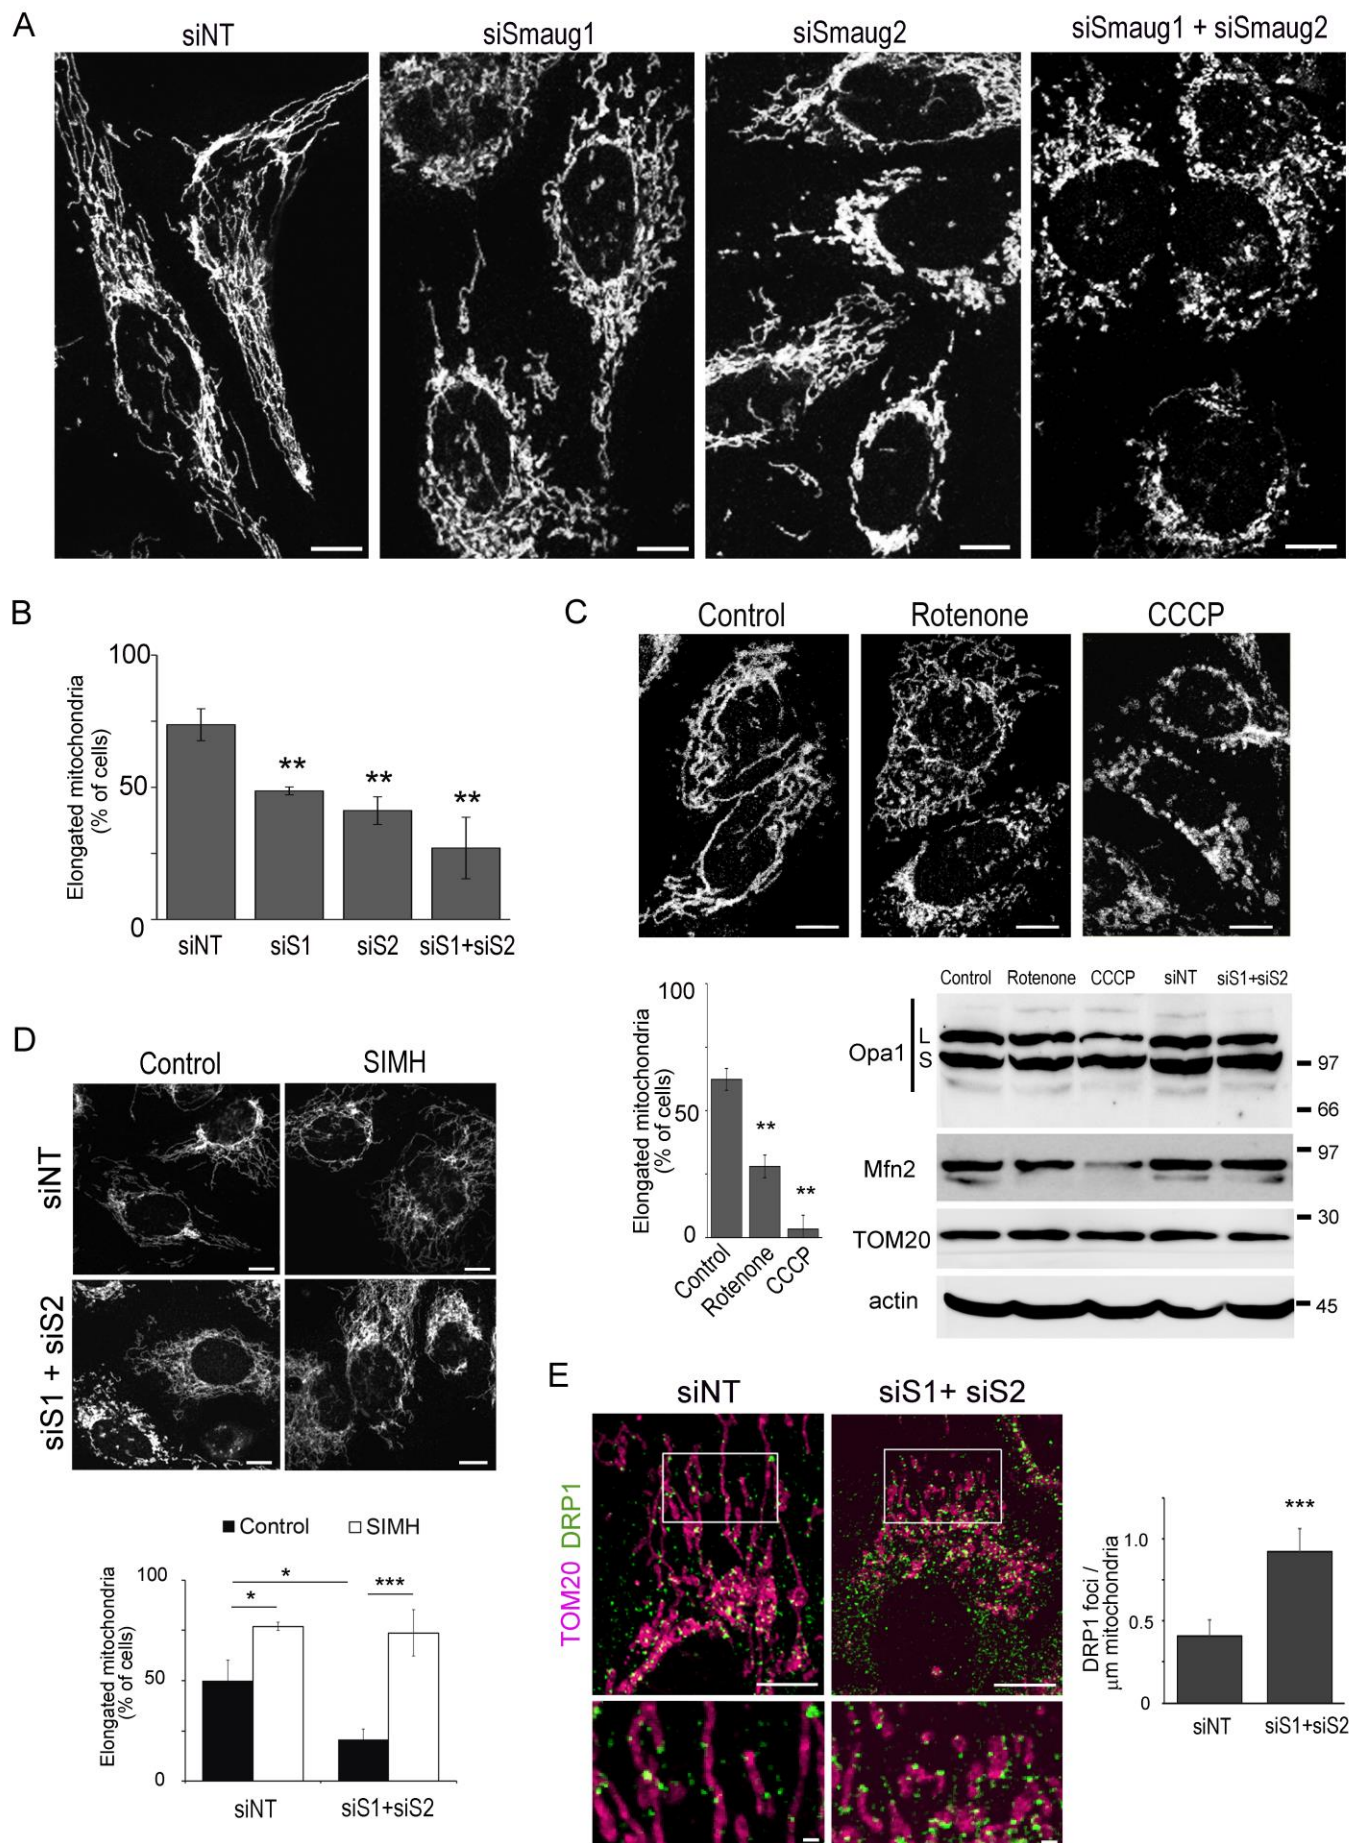 A
siNT
siSmaug1
siSmaug2
siSmaug1 + siSmaug2
B
100
50
0
Elongated mitochondria
(% of cells)
**
**
**
siNT
siS1
siS2
siS1+siS2
C
Control
Rotenone
CCCP
100
50
0
Elongated mitochondria
(% of cells)
**
**
Control
Rotenone
CCCP
Control
Rotenone
CCCP
siNT
siS1+siS2
Opa1
L
S
97
66
Mfn2
97
TOM20
30
actin
45
D
Control
SIMH
siNT
siS1 + siS2
Control
SIMH
100
50
0
Elongated mitochondria
(% of cells)
*
*
***
siNT
siS1+siS2
E
siNT
siS1+ siS2
TOM20 DRP1
DRP1 foci /
μm mitochondria
1.0
0.5
0
***
siNT
siS1+siS2